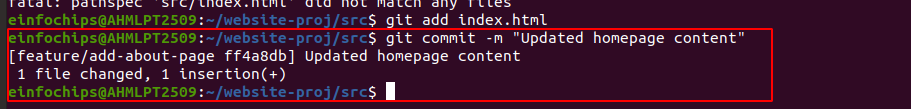 fatal: pathspec 'src/index.html' did not match any files
einfochips@AHMLPT2509:~/website-proj/src$ git add index.html
einfochips@AHMLPT2509:~/website-proj/src$ git commit -m "Updated homepage content"
[feature/add-about-page ff4a8db] Updated homepage content
 1 file changed, 1 insertion(+)
einfochips@AHMLPT2509:~/website-proj/src$